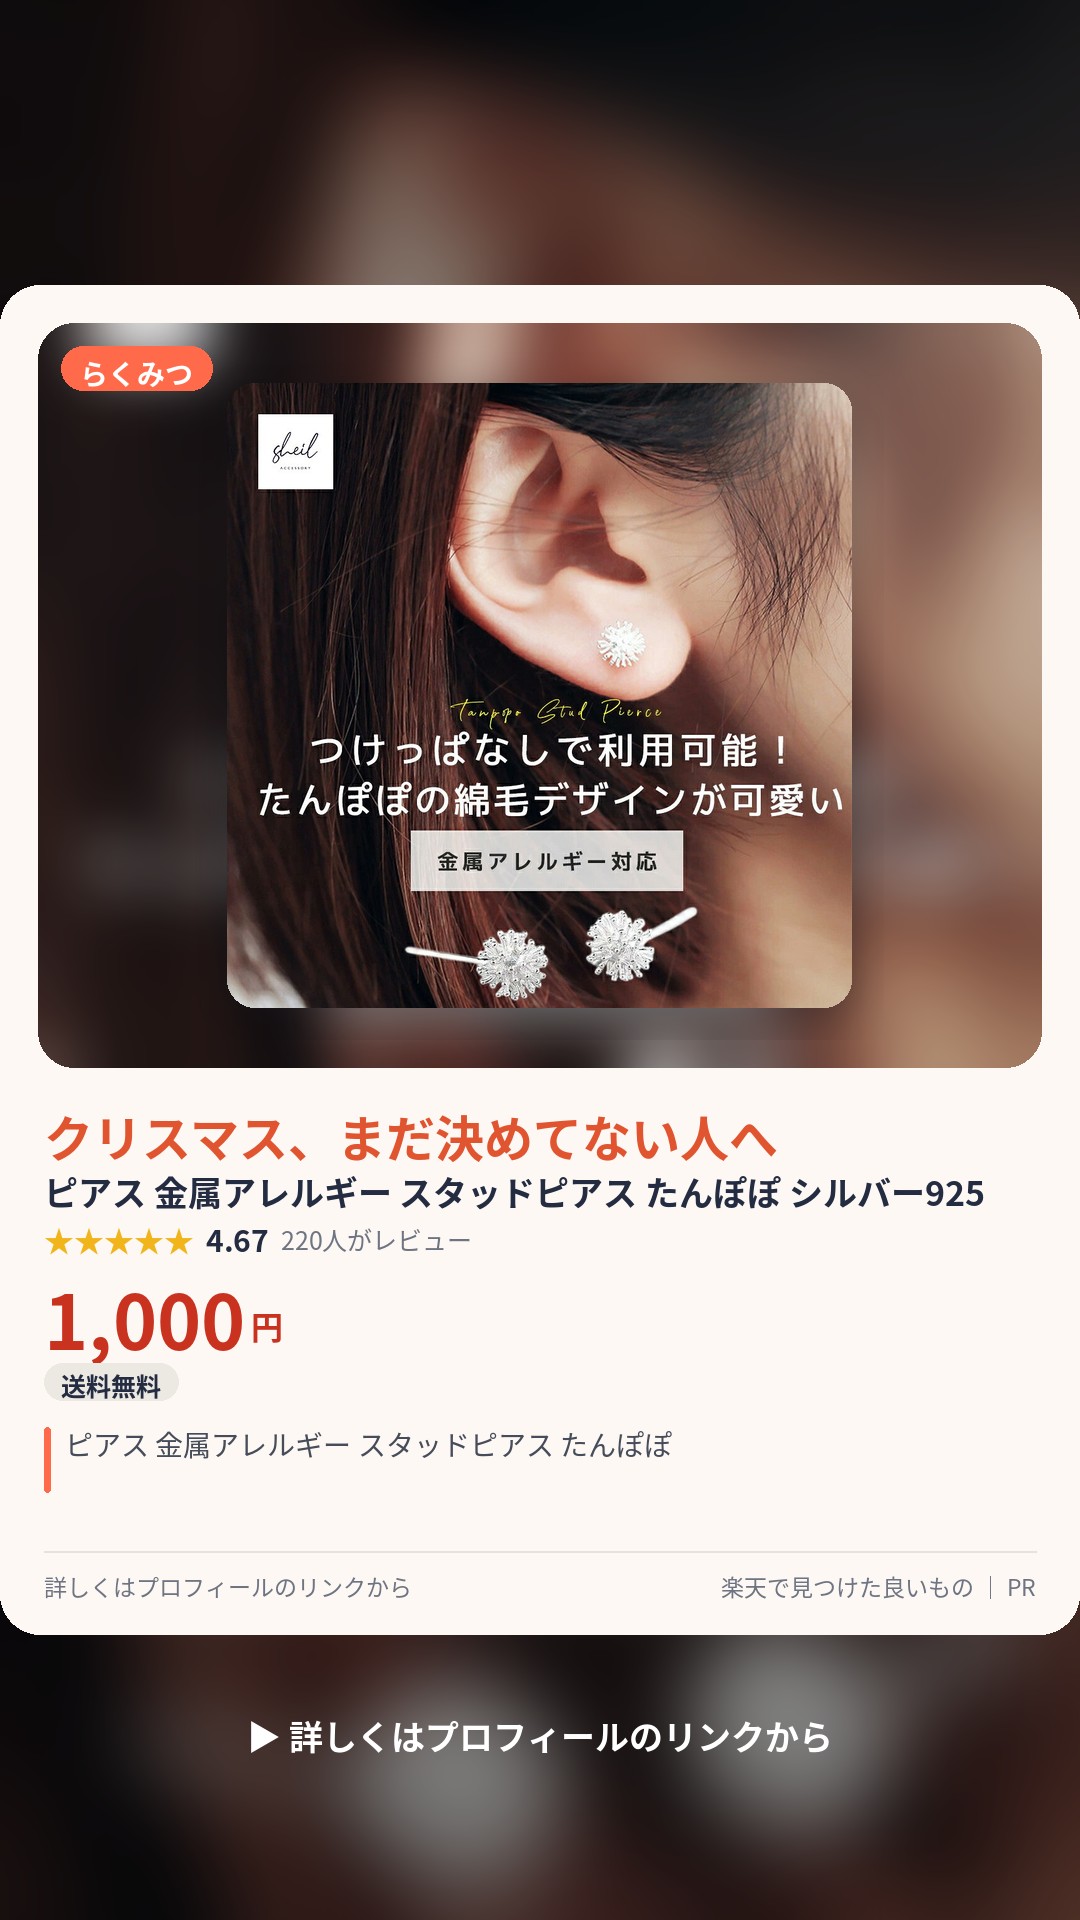 らくみつ
sheil
ACCESSORY
Tanpopo Stud Pierce
つけっぱなしで利用可能！
たんぽぽの綿毛デザインが可愛い
金属アレルギー対応
クリスマス、まだ決めてない人へ
ピアス 金属アレルギー スタッドピアス たんぽぽ シルバー925
★★★★★ 4.67 220人がレビュー
1,000円
送料無料
ピアス 金属アレルギー スタッドピアス たんぽぽ
詳しくはプロフィールのリンクから
楽天で見つけた良いもの｜PR
▶ 詳しくはプロフィールのリンクから